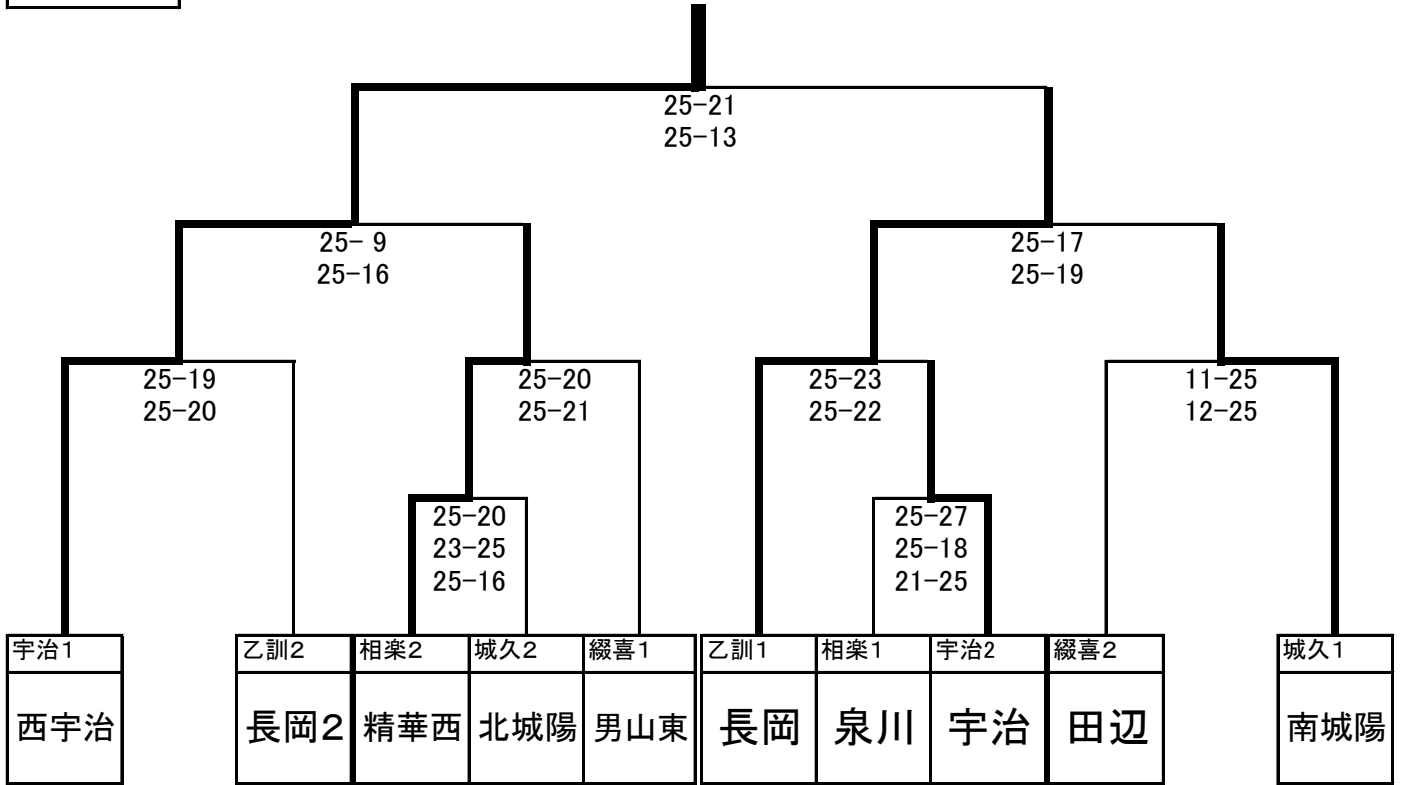 25-21
25-13
25- 9
25-16
25-17
25-19
25-19
25-20
25-20
25-21
25-23
25-22
11-25
12-25
25-20
23-25
25-16
25-27
25-18
21-25
宇治1
乙訓2
相楽2
城久2
綴喜1
乙訓1
相楽1
宇治2
綴喜2
城久1
西宇治
長岡2
精華西
北城陽
男山東
長岡
泉川
宇治
田辺
南城陽